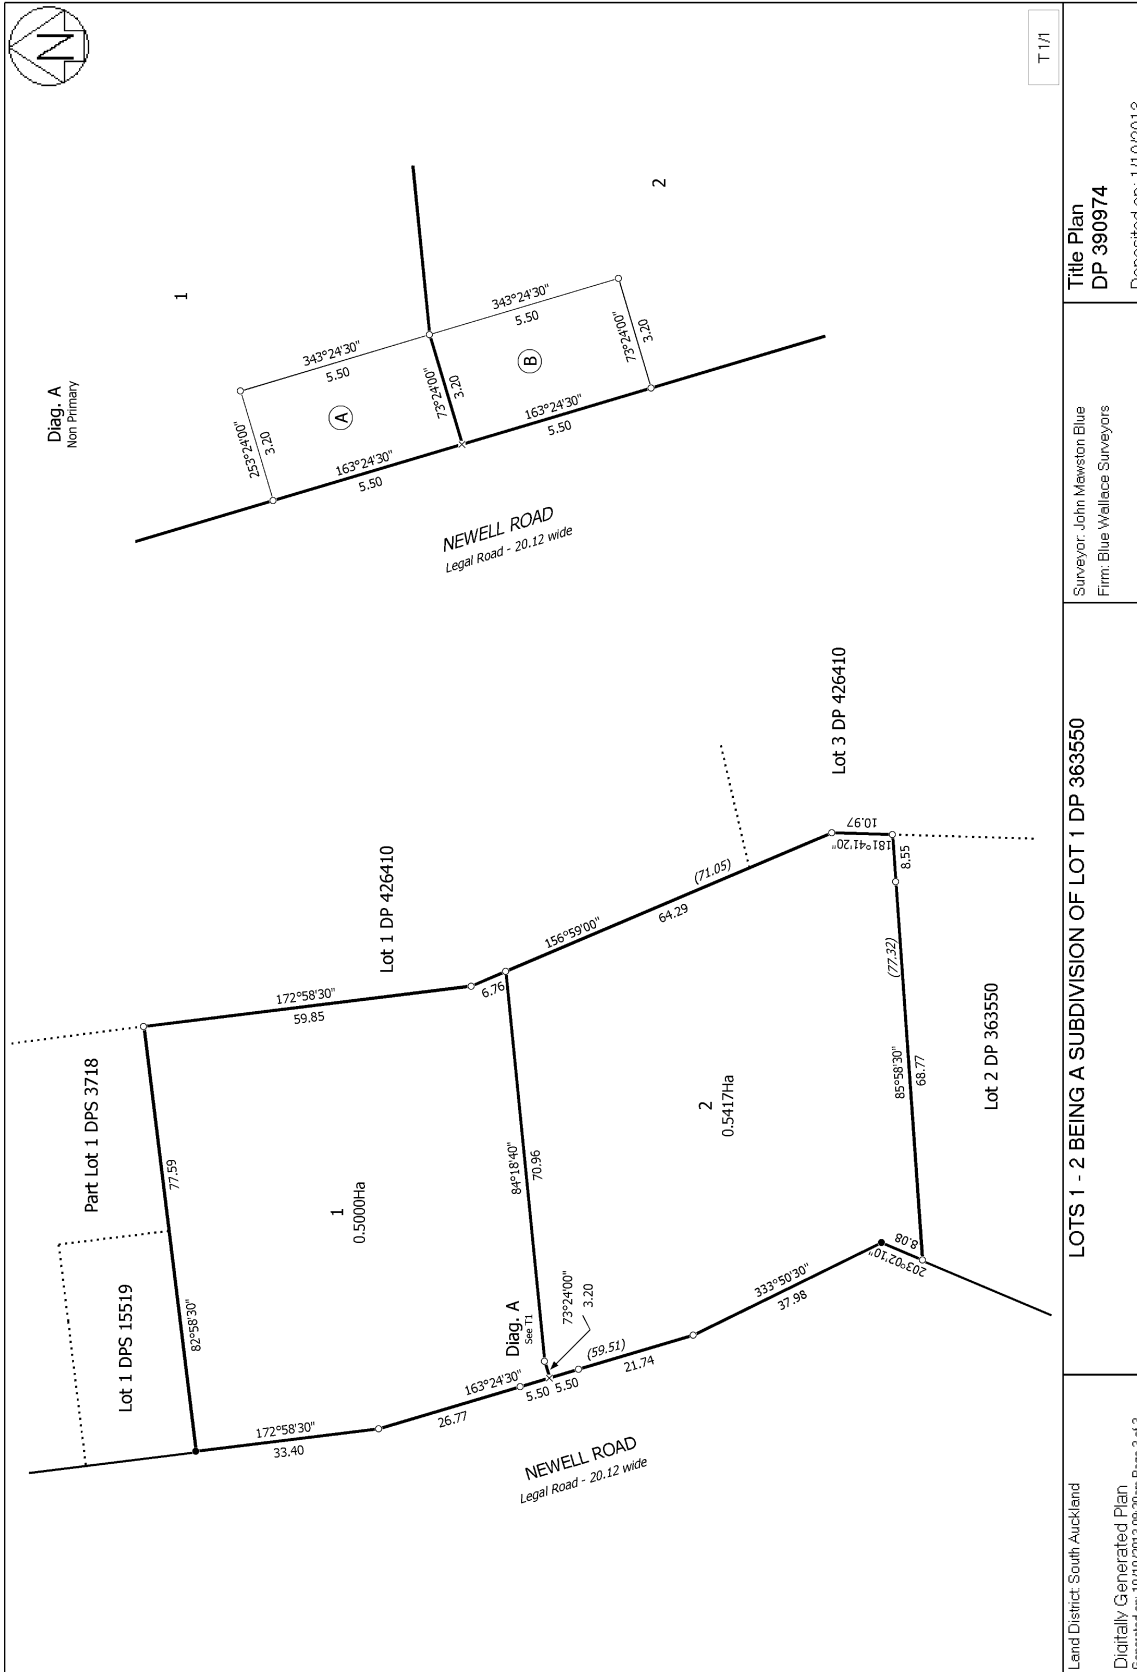 N
T 1/1
Diag. A
Non Primary
1
2
253°24'00"
3.20
343°24'30"
5.50
A
163°24'30"
5.50
73°24'00"
3.20
343°24'30"
5.50
B
163°24'30"
5.50
73°24'00"
3.20
NEWELL ROAD
Legal Road - 20.12 wide
Part Lot 1 DPS 3718
Lot 1 DPS 15519
Lot 1 DP 426410
Lot 3 DP 426410
Lot 2 DP 363550
77.59
82°58'30"
172°58'30"
59.85
6.76
156°59'00"
(71.05)
64.29
10.97
181°41'20"
8.55
(77.32)
85°58'30"
68.77
8.08
203°02'10"
333°50'30"
37.98
(59.51)
21.74
5.50
5.50
163°24'30"
26.77
172°58'30"
33.40
1
0.5000Ha
84°18'40"
70.96
2
0.5417Ha
Diag. A
See T1
73°24'00"
3.20
NEWELL ROAD
Legal Road - 20.12 wide
Land District: South Auckland
Digitally Generated Plan
LOTS 1 - 2 BEING A SUBDIVISION OF LOT 1 DP 363550
Surveyor: John Mawston Blue
Firm: Blue Wallace Surveyors
Title Plan
DP 390974
Deposited on: 1/10/2013